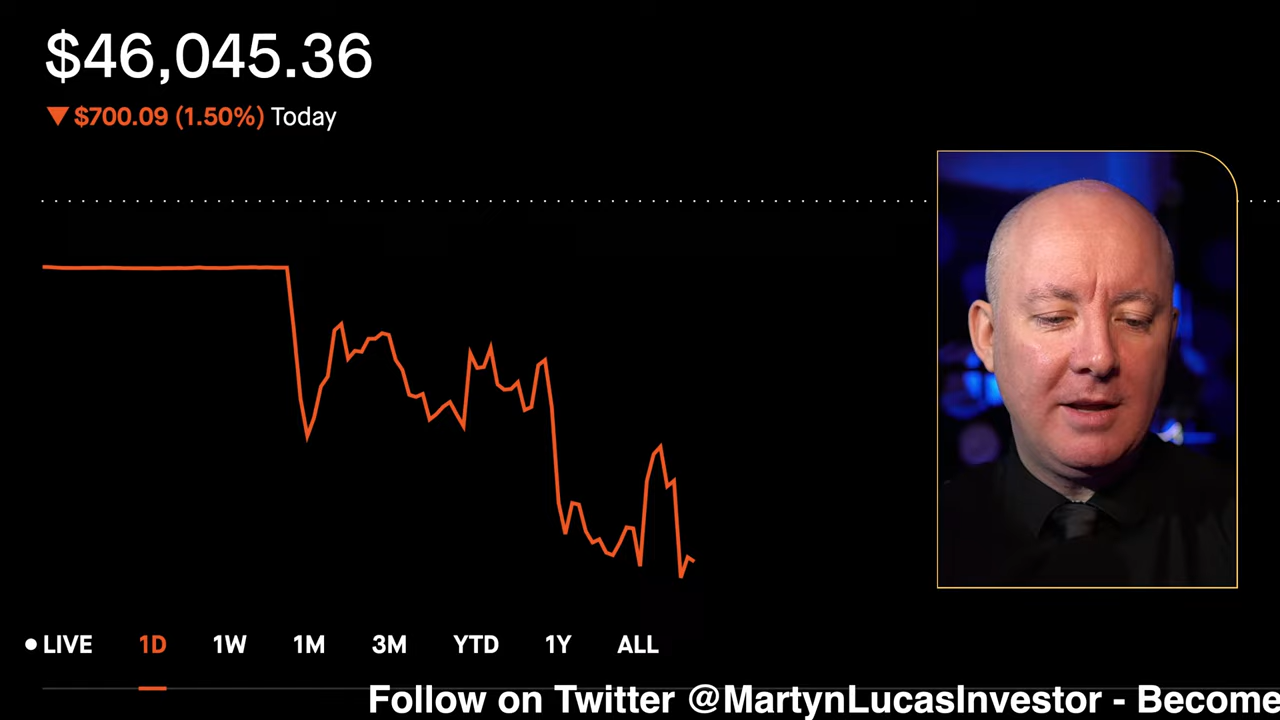 $46,045.36
▼ $700.09 (1.50%) Today
LIVE 1D 1W 1M 3M YTD 1Y ALL
Follow on Twitter @MartynLucasInvestor - Become